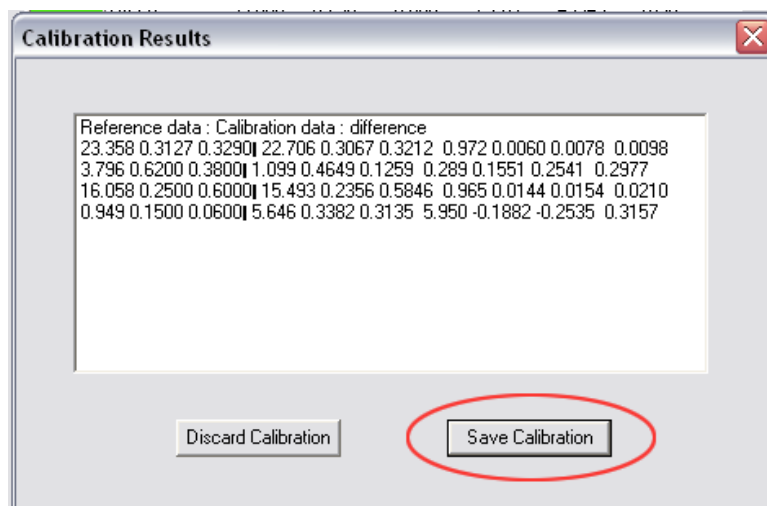 Calibration Results
Reference data : Calibration data : difference
23.358 0.3127 0.3290| 22.706 0.3067 0.3212 0.972 0.0060 0.0078 0.0098
3.796 0.6200 0.3800| 1.099 0.4649 0.1259 0.289 0.1551 0.2541 0.2977
16.058 0.2500 0.6000| 15.493 0.2356 0.5846 0.965 0.0144 0.0154 0.0210
0.949 0.1500 0.0600| 5.646 0.3382 0.3135 5.950 -0.1882 -0.2535 0.3157
Discard Calibration
Save Calibration